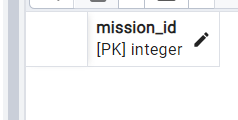 mission_id
[PK] integer